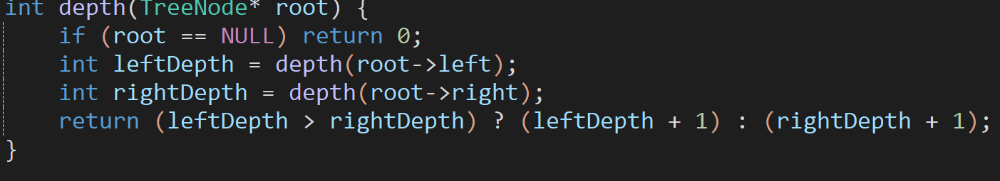 int depth(TreeNode* root) {
    if (root == NULL) return 0;
    int leftDepth = depth(root->left);
    int rightDepth = depth(root->right);
    return (leftDepth > rightDepth) ? (leftDepth + 1) : (rightDepth + 1);
}